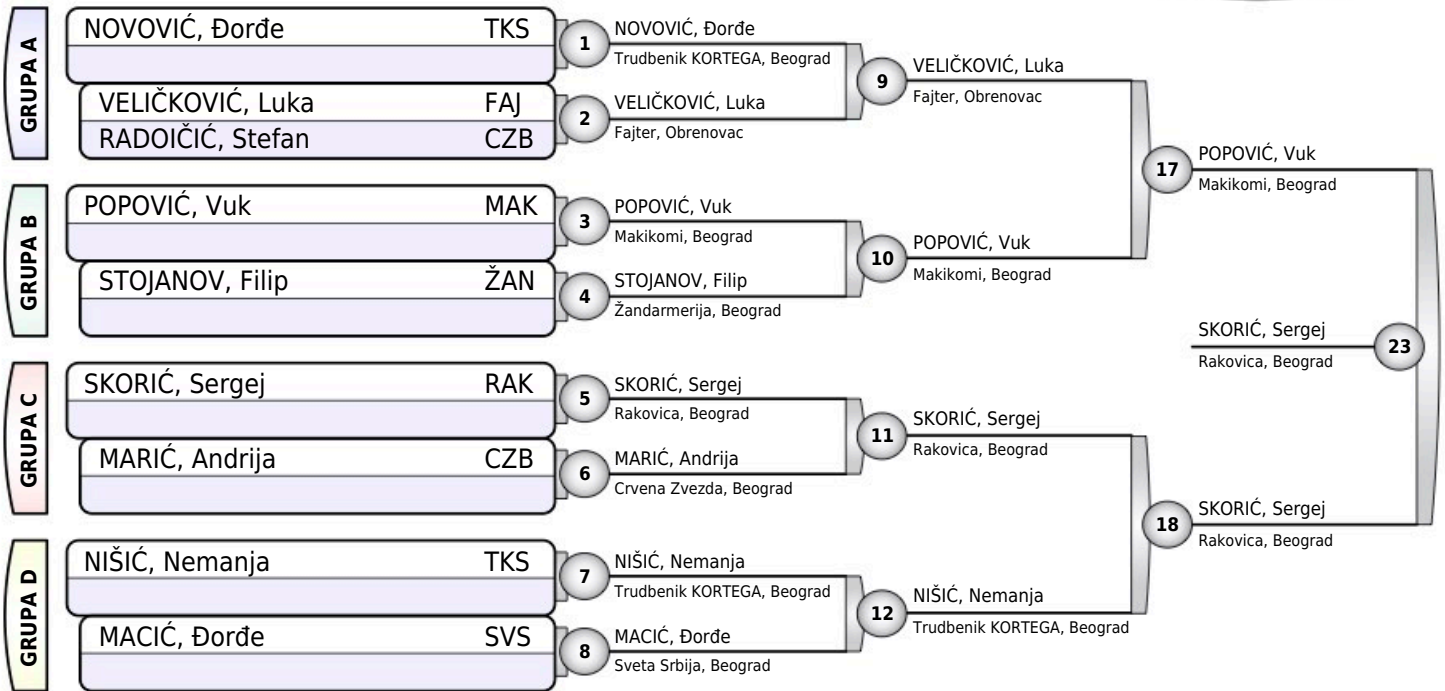 GRUPA A
NOVOVIĆ, Đorđe TKS
VELIČKOVIĆ, Luka FAJ
RADOIČIĆ, Stefan CZB
1
NOVOVIĆ, Đorđe
Trudbenik KORTEGA, Beograd
2
VELIČKOVIĆ, Luka
Fajter, Obrenovac
9
VELIČKOVIĆ, Luka
Fajter, Obrenovac
GRUPA B
POPOVIĆ, Vuk MAK
STOJANOV, Filip ŽAN
3
POPOVIĆ, Vuk
Makikomi, Beograd
4
STOJANOV, Filip
Žandarmerija, Beograd
10
POPOVIĆ, Vuk
Makikomi, Beograd
17
POPOVIĆ, Vuk
Makikomi, Beograd
GRUPA C
SKORIĆ, Sergej RAK
MARIĆ, Andrija CZB
5
SKORIĆ, Sergej
Rakovica, Beograd
6
MARIĆ, Andrija
Crvena Zvezda, Beograd
11
SKORIĆ, Sergej
Rakovica, Beograd
GRUPA D
NIŠIĆ, Nemanja TKS
MACIĆ, Đorđe SVS
7
NIŠIĆ, Nemanja
Trudbenik KORTEGA, Beograd
8
MACIĆ, Đorđe
Sveta Srbija, Beograd
12
NIŠIĆ, Nemanja
Trudbenik KORTEGA, Beograd
18
SKORIĆ, Sergej
Rakovica, Beograd
SKORIĆ, Sergej
Rakovica, Beograd
23